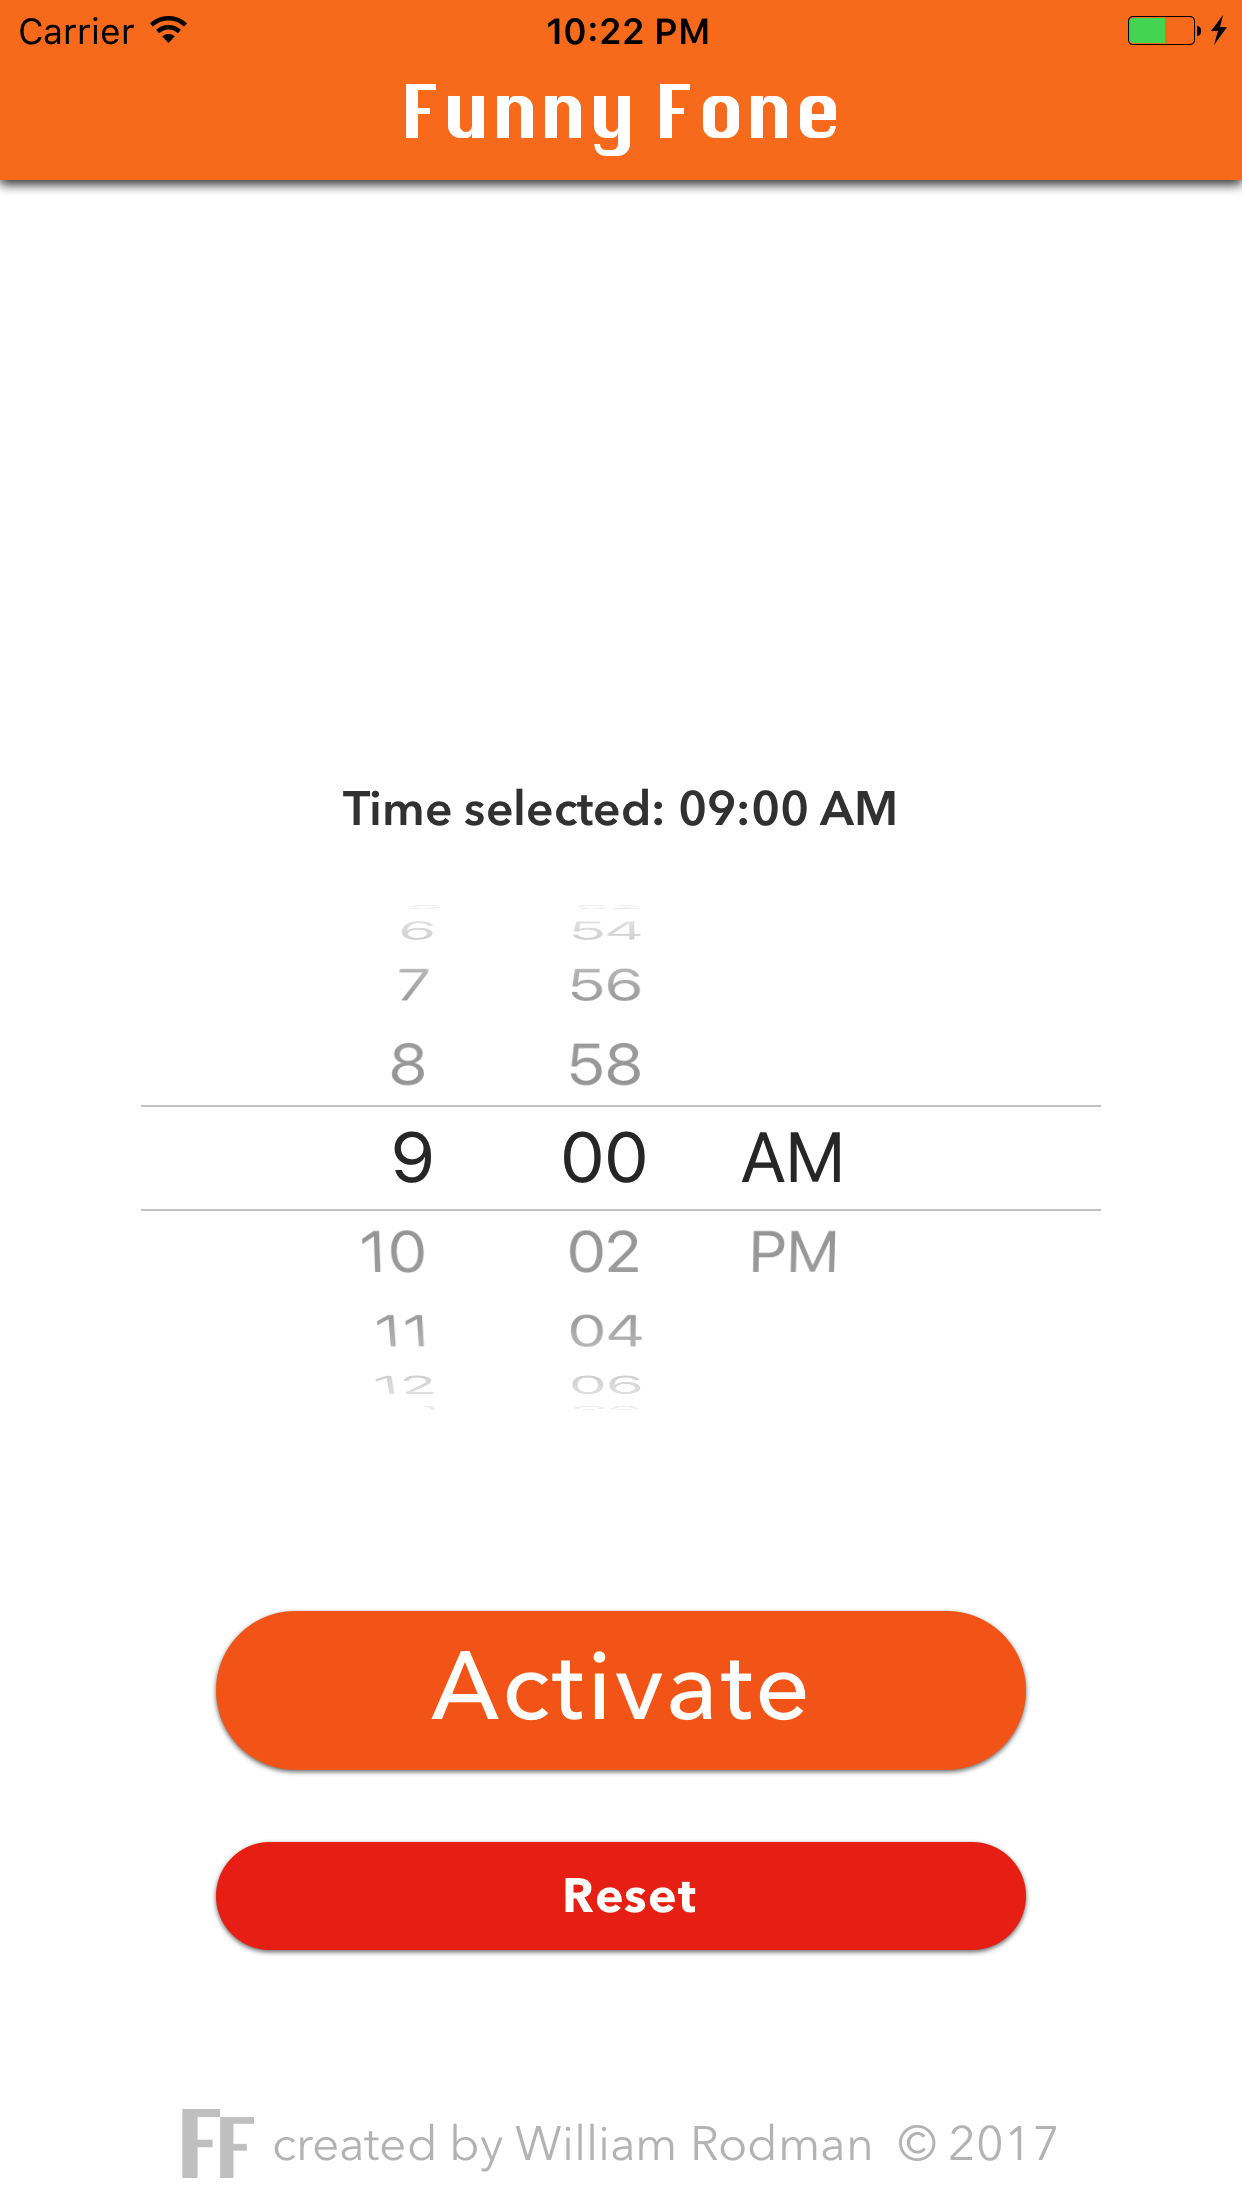 Carrier 10:22 PM
Funny Fone
Time selected: 09:00 AM
6 54
7 56
8 58
9 00 AM
10 02 PM
11 04
12 06
Activate
Reset
FF created by William Rodman © 2017